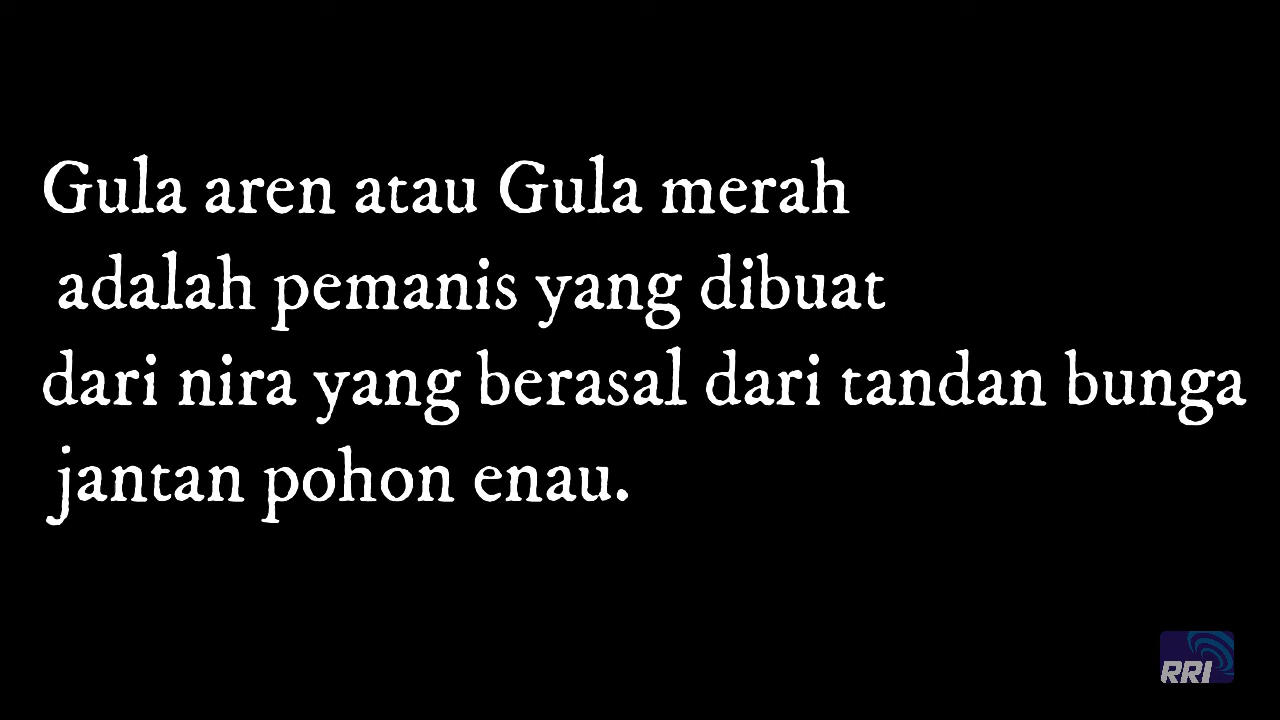 Gula aren atau Gula merah
adalah pemanis yang dibuat
dari nira yang berasal dari tandan bunga
jantan pohon enau.
RRI